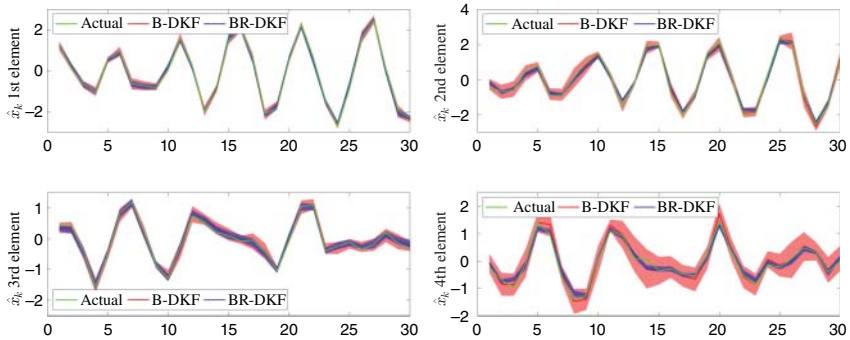 x̂k 1st element
Actual B-DKF BR-DKF
2
0
−2
0 5 10 15 20 25 30
x̂k 2nd element
Actual B-DKF BR-DKF
4
2
0
−2
0 5 10 15 20 25 30
x̂k 3rd element
1
0
−1
−2
Actual B-DKF BR-DKF
0 5 10 15 20 25 30
x̂k 4th element
Actual B-DKF BR-DKF
2
1
0
−1
−2
0 5 10 15 20 25 30